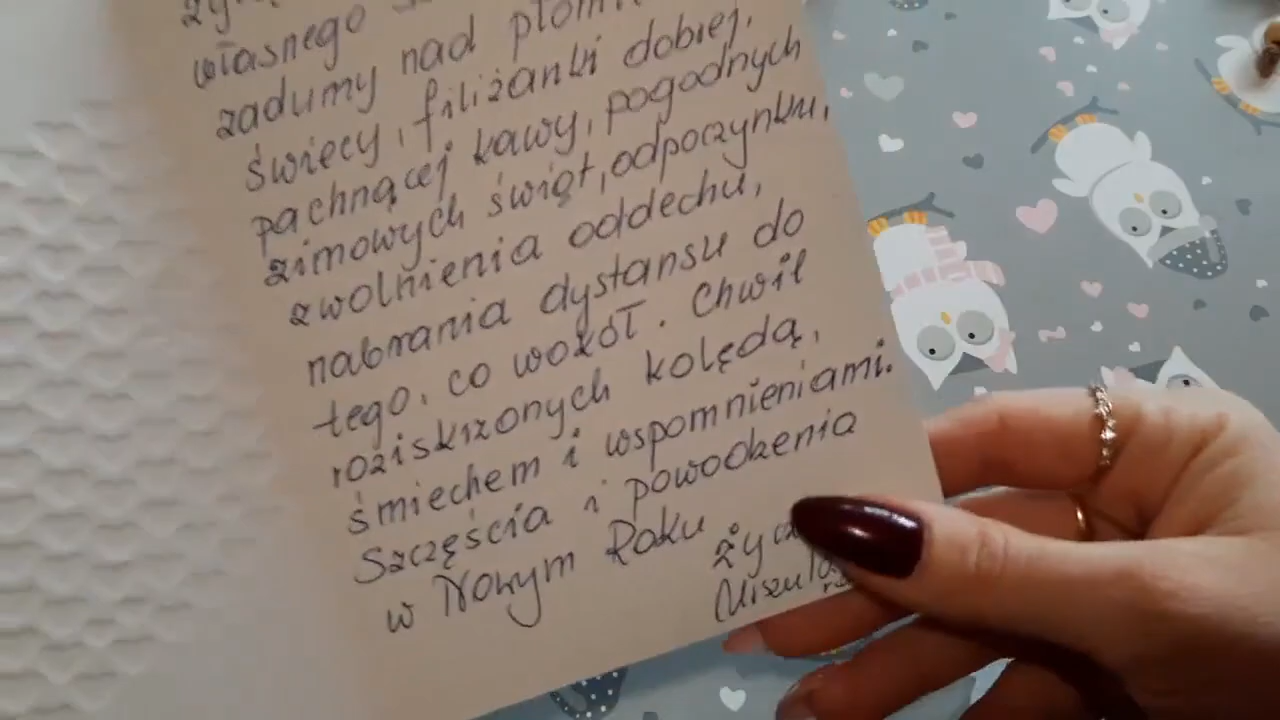 własnego
zadumy nad
świecy, filiżanki dobrej,
pachnącej kawy, pogodnych
zimowych świąt, odpoczynku,
zwolnienia oddechu,
nabrania dystansu do
tego, co wokół. Chwil
roziskrzonych kolędą,
śmiechem i wspomnieniami.
Szczęścia i powodzenia
w Nowym Roku